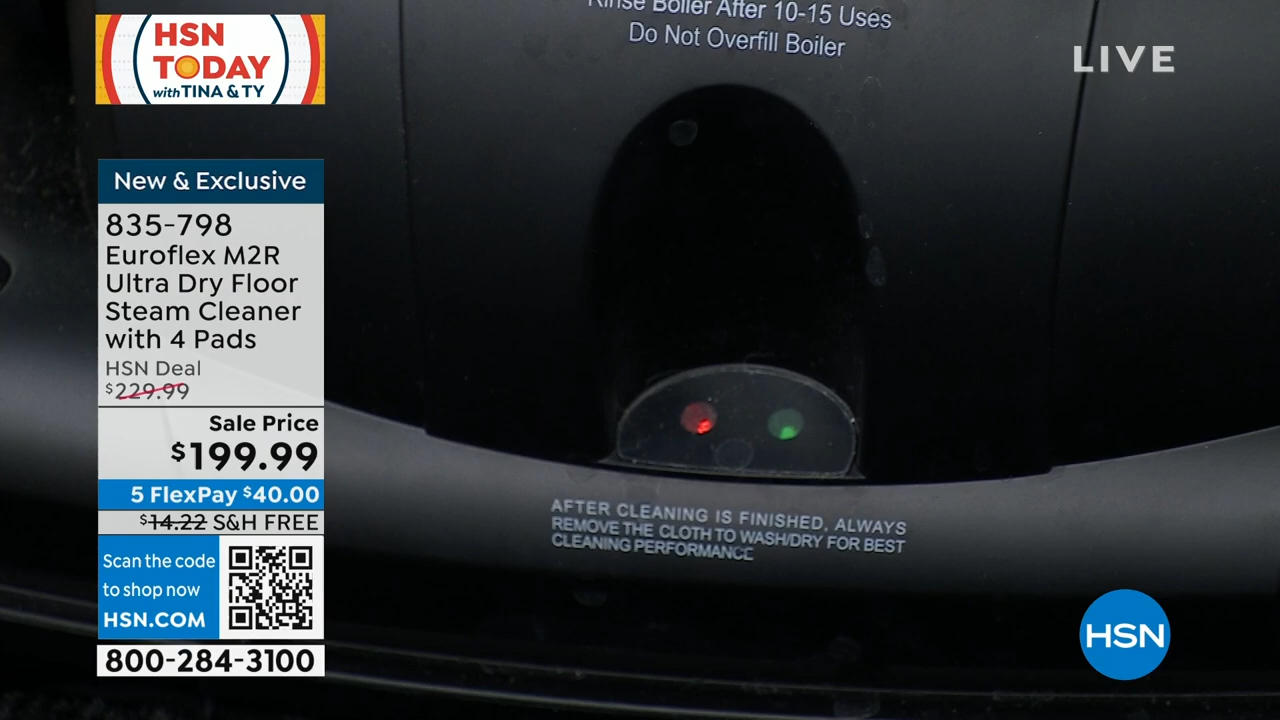 HSN
TODAY
with TINA & TY
LIVE
Rinse Boiler After 10-15 Uses
Do Not Overfill Boiler
New & Exclusive
835-798
Euroflex M2R
Ultra Dry Floor
Steam Cleaner
with 4 Pads
HSN Deal
$229.99
Sale Price
$199.99
5 FlexPay $40.00
$14.22 S&H FREE
Scan the code
to shop now
HSN.COM
800-284-3100
AFTER CLEANING IS FINISHED, ALWAYS
REMOVE THE CLOTH TO WASH/DRY FOR BEST
CLEANING PERFORMANCE
HSN